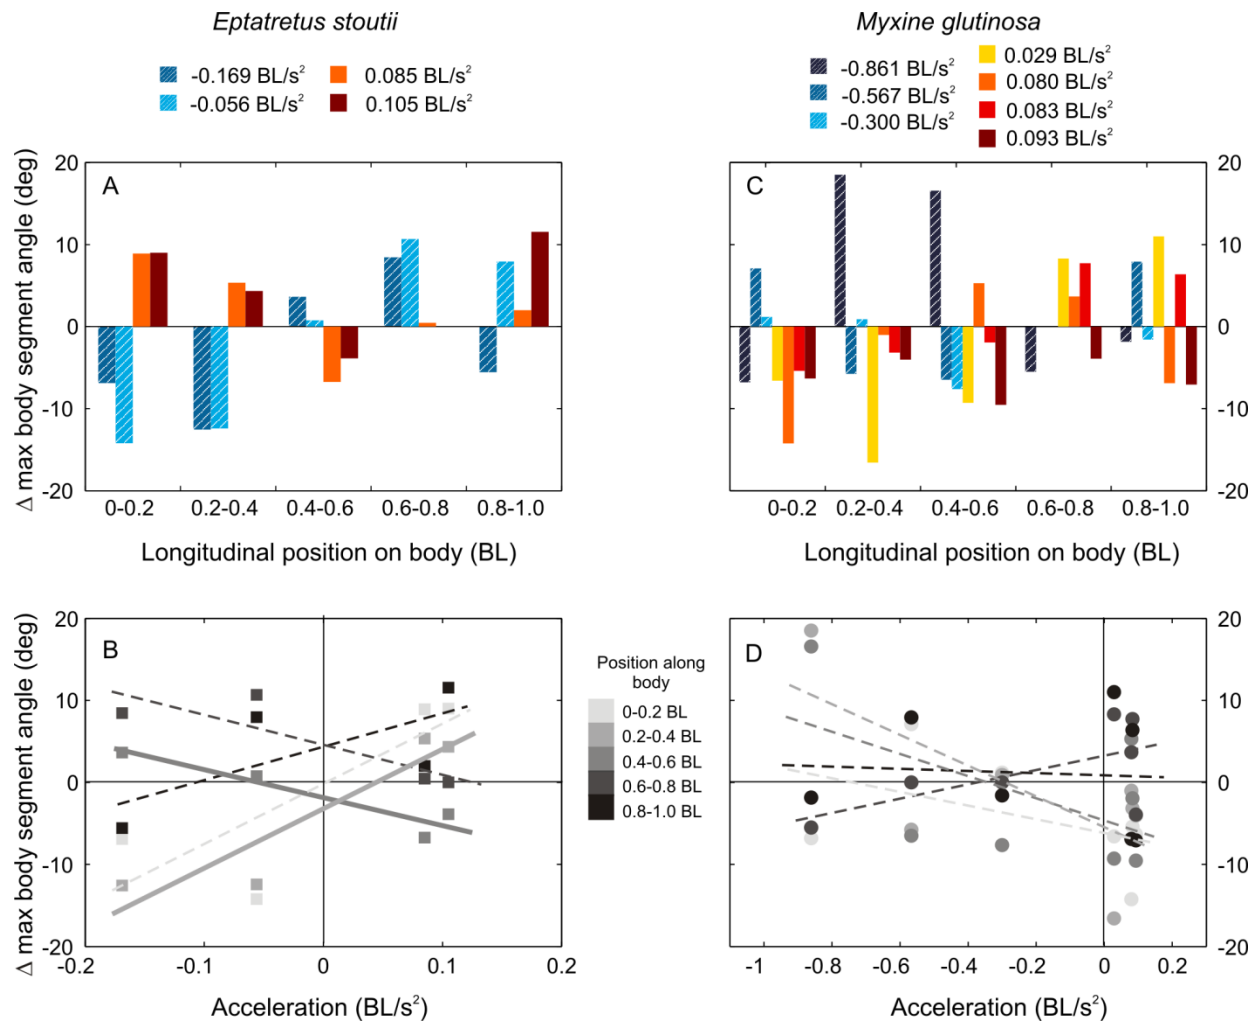 Eptatretus stoutii
-0.169 BL/s²
0.085 BL/s²
-0.056 BL/s²
0.105 BL/s²
Myxine glutinosa
-0.861 BL/s²
-0.567 BL/s²
-0.300 BL/s²
0.029 BL/s²
0.080 BL/s²
0.083 BL/s²
0.093 BL/s²
A
Δ max body segment angle (deg)
20
10
0
-10
-20
0-0.2
0.2-0.4
0.4-0.6
0.6-0.8
0.8-1.0
Longitudinal position on body (BL)
C
20
10
0
-10
-20
0-0.2
0.2-0.4
0.4-0.6
0.6-0.8
0.8-1.0
Longitudinal position on body (BL)
B
Δ max body segment angle (deg)
20
10
0
-10
-20
-0.2
-0.1
0
0.1
0.2
Acceleration (BL/s²)
Position along
body
0-0.2 BL
0.2-0.4 BL
0.4-0.6 BL
0.6-0.8 BL
0.8-1.0 BL
D
20
10
0
-10
-20
-1
-0.8
-0.6
-0.4
-0.2
0
0.2
Acceleration (BL/s²)